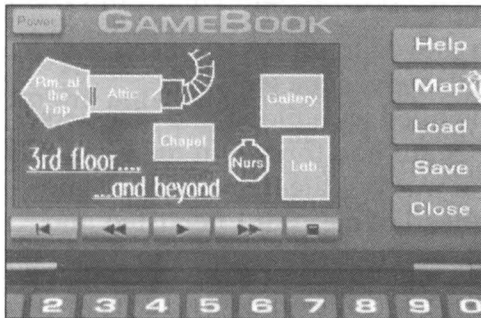 Power
GAMEBOOK
Help
Map
Load
Save
Close
Rm. at
the
Top
Attic
Gallery
Chapel
Nurs
Lab
3rd floor....
...and beyond
2 3 4 5 6 7 8 9 0